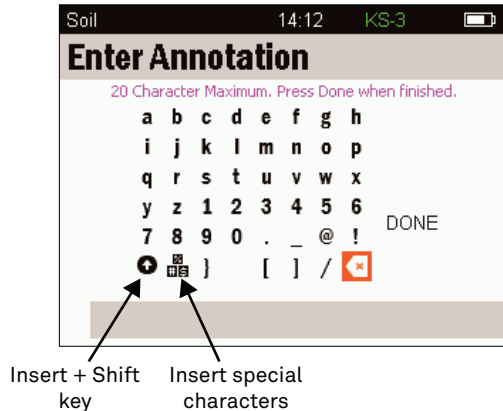 Soil 14:12 KS-3
Enter Annotation
20 Character Maximum. Press Done when finished.
a b c d e f g h
i j k l m n o p
q r s t u v w x
y z 1 2 3 4 5 6
DONE
7 8 9 0 . _ @ !
# $ } [ ] /
Insert + Shift
key
Insert special
characters